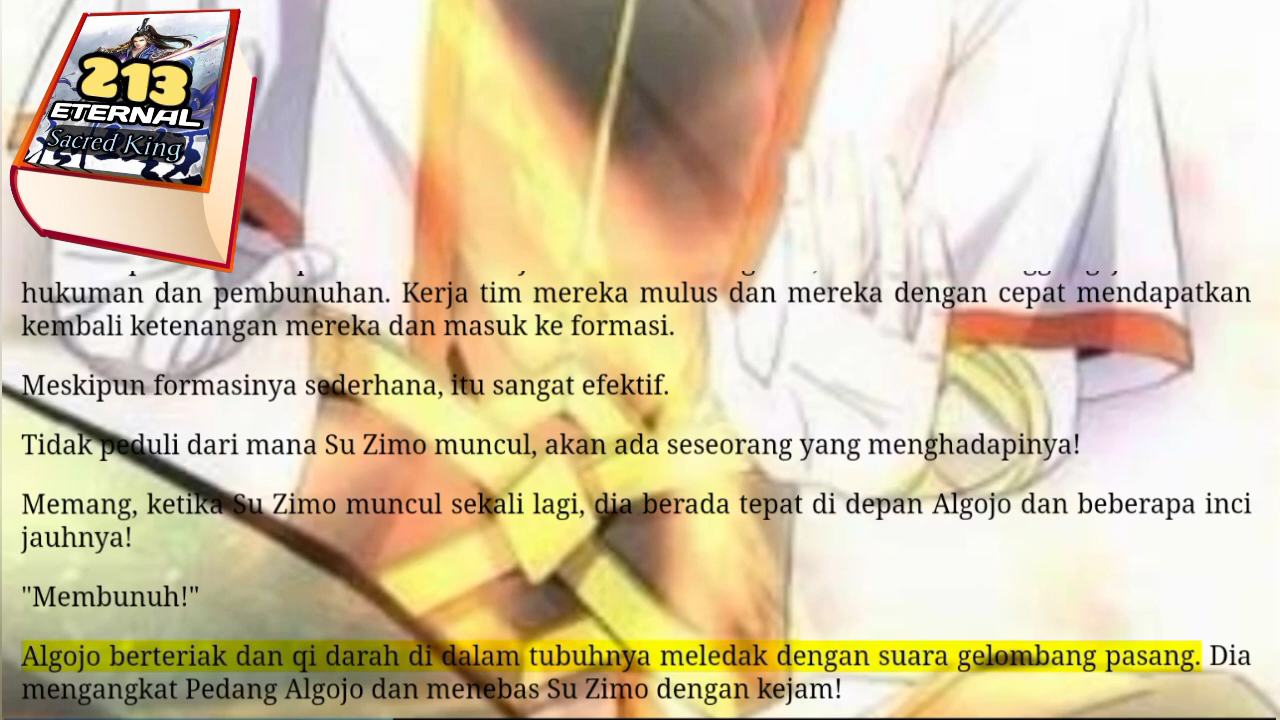 213
ETERNAL
Sacred King
hukuman dan pembunuhan. Kerja tim mereka mulus dan mereka dengan cepat mendapatkan
kembali ketenangan mereka dan masuk ke formasi.
Meskipun formasinya sederhana, itu sangat efektif.
Tidak peduli dari mana Su Zimo muncul, akan ada seseorang yang menghadapinya!
Memang, ketika Su Zimo muncul sekali lagi, dia berada tepat di depan Algojo dan beberapa inci
jauhnya!
"Membunuh!"
Algojo berteriak dan qi darah di dalam tubuhnya meledak dengan suara gelombang pasang. Dia
mengangkat Pedang Algojo dan menebas Su Zimo dengan kejam!